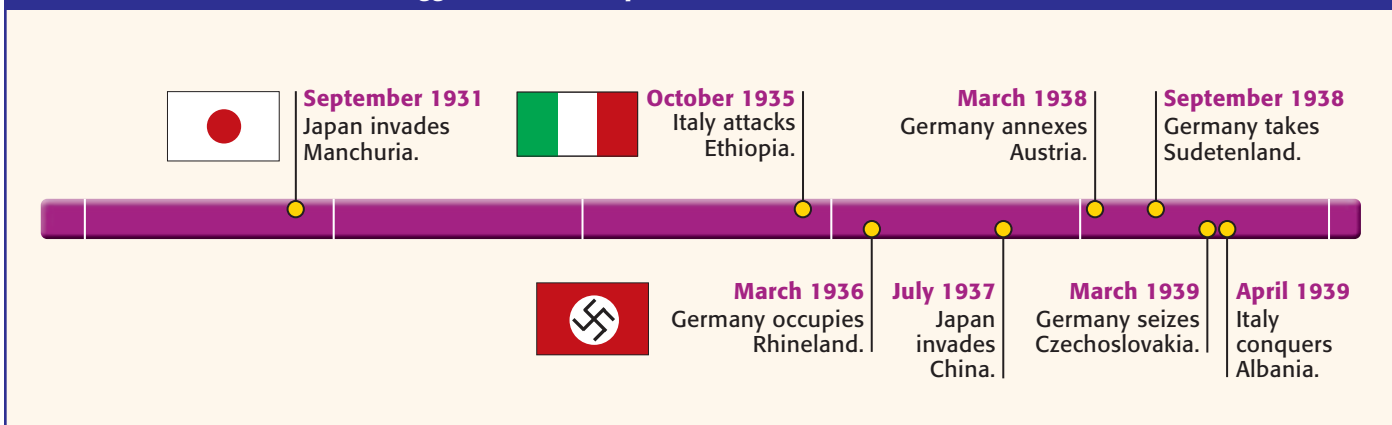 September 1931
Japan invades
Manchuria.
October 1935
Italy attacks
Ethiopia.
March 1938
Germany annexes
Austria.
September 1938
Germany takes
Sudetenland.
March 1936
Germany occupies
Rhineland.
July 1937
Japan
invades
China.
March 1939
Germany seizes
Czechoslovakia.
April 1939
Italy
conquers
Albania.